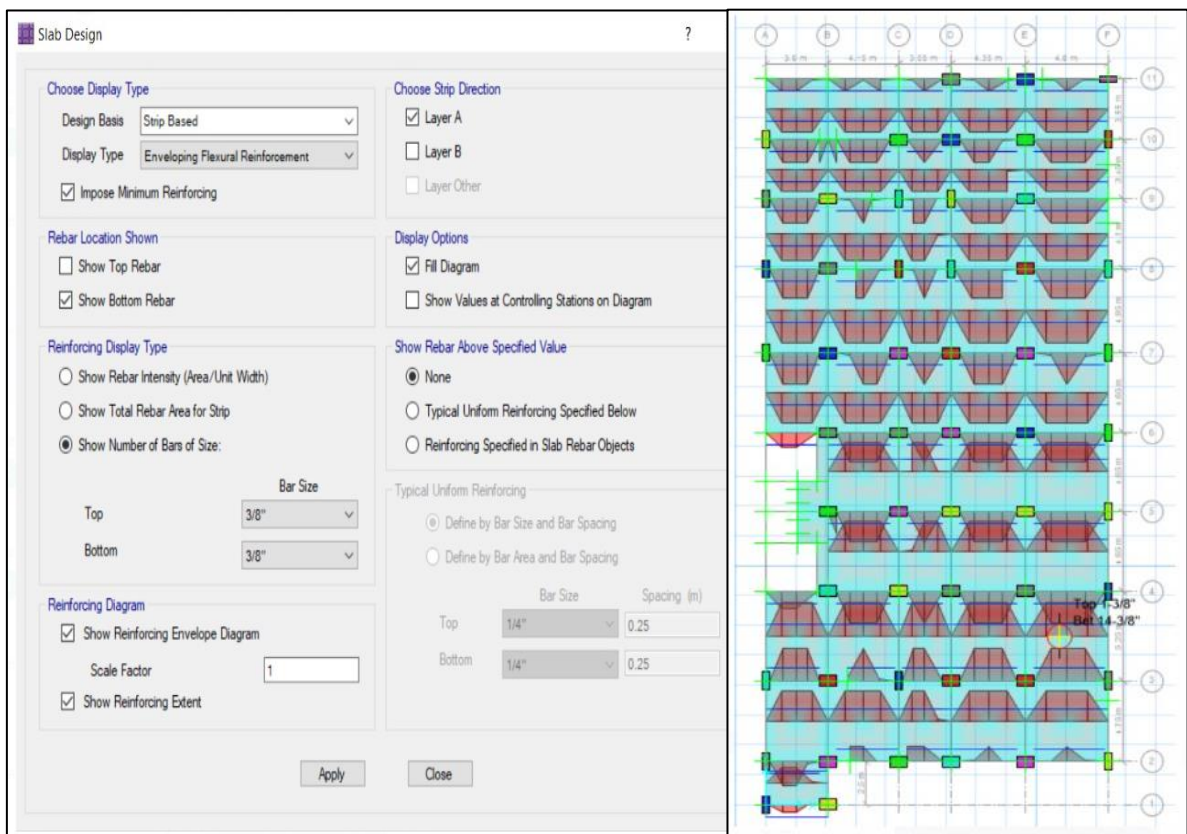 Slab Design
?
Choose Display Type
Design Basis Strip Based
Display Type Enveloping Flexural Reinforcement
Impose Minimum Reinforcing
Rebar Location Shown
Show Top Rebar
Show Bottom Rebar
Reinforcing Display Type
Show Rebar Intensity (Area/Unit Width)
Show Total Rebar Area for Strip
Show Number of Bars of Size:
Bar Size
Top 3/8"
Bottom 3/8"
Reinforcing Diagram
Show Reinforcing Envelope Diagram
Scale Factor 1
Show Reinforcing Extent
Choose Strip Direction
Layer A
Layer B
Layer Other
Display Options
Fill Diagram
Show Values at Controlling Stations on Diagram
Show Rebar Above Specified Value
None
Typical Uniform Reinforcing Specified Below
Reinforcing Specified in Slab Rebar Objects
Typical Uniform Reinforcing
Define by Bar Size and Bar Spacing
Define by Bar Area and Bar Spacing
Bar Size Spacing (m)
Top 1/4" 0.25
Bottom 1/4" 0.25
Apply Close
A B C D E F
11
10
9
8
7
6
5
4
Top 1-3/8"
Bot 14-3/8"
3
2
1